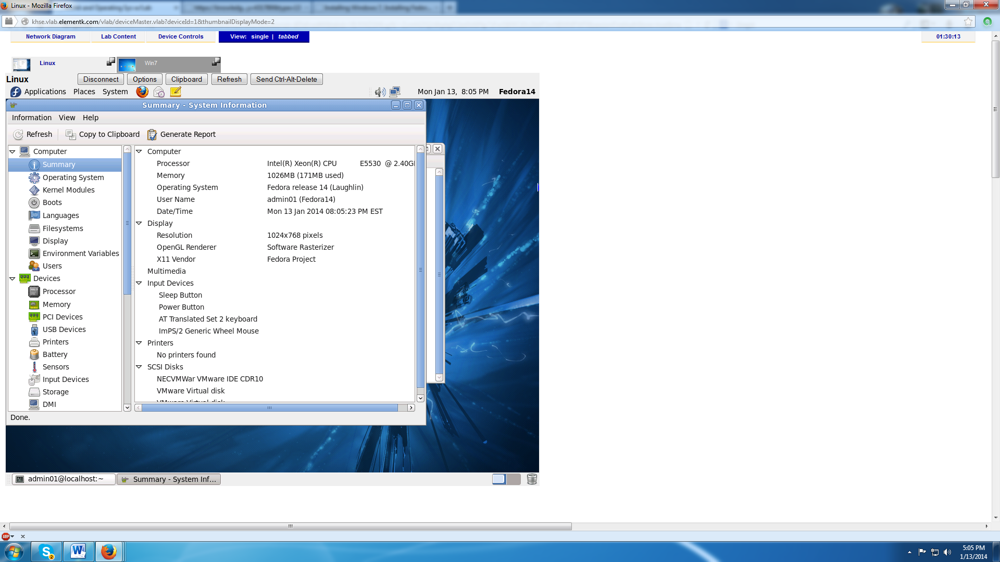 Linux - Mozilla Firefox
khse.vlab.elementk.com/vlab/deviceMaster.vlab?deviceId=1&thumbnailDisplayMode=2
Network Diagram Lab Content Device Controls View: single | tabbed 01:30:13
Linux Win7
Linux Disconnect Options Clipboard Refresh Send Ctrl-Alt-Delete
Applications Places System Mon Jan 13, 8:05 PM Fedora14
Summary - System Information
Information View Help
Refresh Copy to Clipboard Generate Report
Computer
Summary
Operating System
Kernel Modules
Boots
Languages
Filesystems
Display
Environment Variables
Users
Devices
Processor
Memory
PCI Devices
USB Devices
Printers
Battery
Sensors
Input Devices
Storage
DMI
Computer
Processor Intel(R) Xeon(R) CPU E5530 @ 2.40G
Memory 1026MB (171MB used)
Operating System Fedora release 14 (Laughlin)
User Name admin01 (Fedora14)
Date/Time Mon 13 Jan 2014 08:05:23 PM EST
Display
Resolution 1024x768 pixels
OpenGL Renderer Software Rasterizer
X11 Vendor Fedora Project
Multimedia
Input Devices
Sleep Button
Power Button
AT Translated Set 2 keyboard
ImPS/2 Generic Wheel Mouse
Printers
No printers found
SCSI Disks
NECVMWar VMware IDE CDR10
VMware Virtual disk
VMware Virtual disk
Done.
admin01@localhost:~ Summary - System Inf...
ABP
2
5:05 PM
1/13/2014